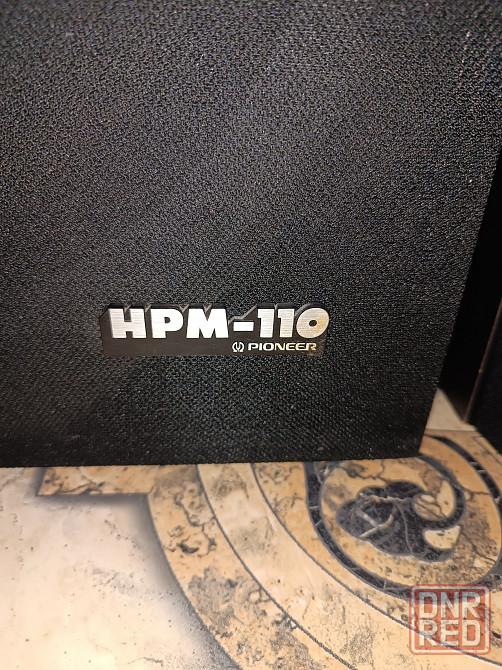 HPM-110
PIONEER
DNR
RED